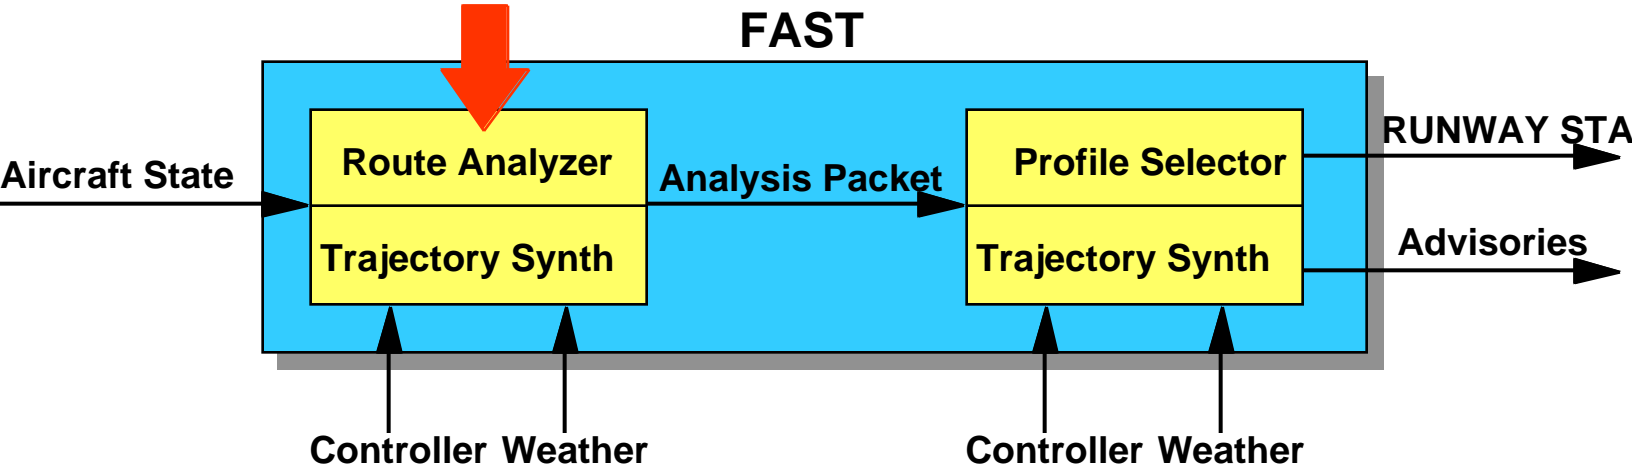 FAST
Route Analyzer
Trajectory Synth
Aircraft State
Analysis Packet
Profile Selector
Trajectory Synth
RUNWAY STA
Advisories
Controller Weather
Controller Weather